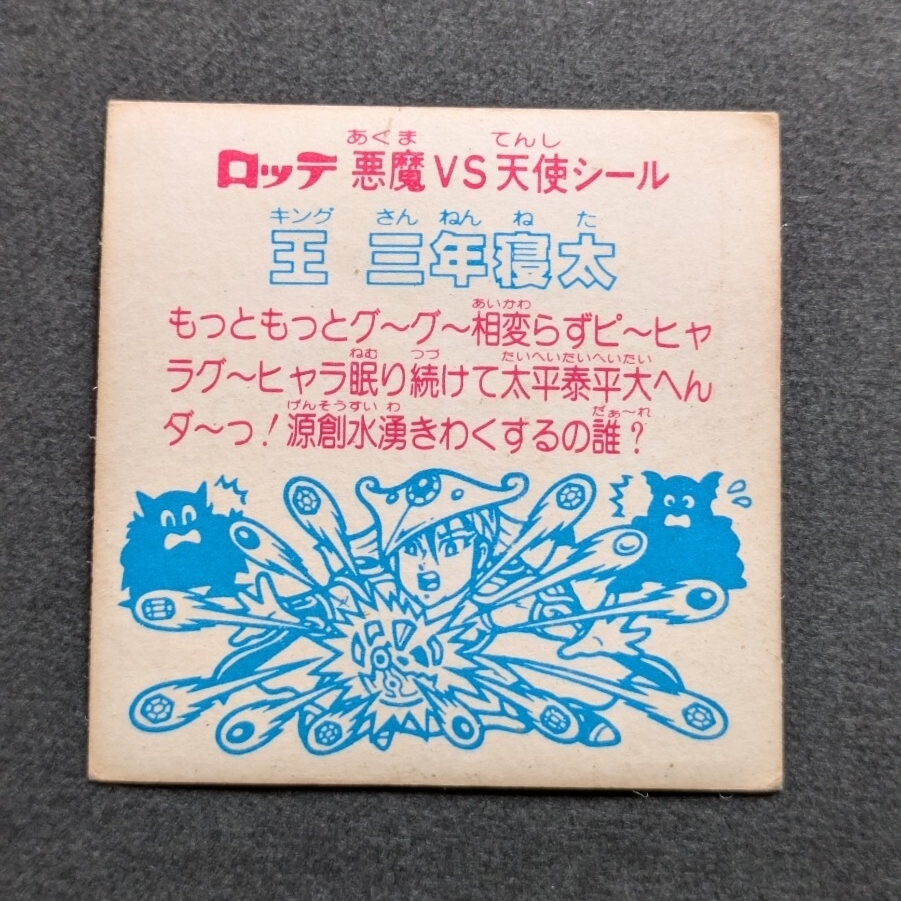 あくま てんし
ロッテ 悪魔VS天使シール
キング さんねんねた
王 三年寝太
あいかわ
もっともっとグ〜グ〜相変らずピ〜ヒャ
ねむ つづ たいへいたいへいたい
ラグ〜ヒャラ眠り続けて太平泰平大へん
げんそうすい わ だぁ〜れ
ダ〜っ!源創水湧きわくするの誰?